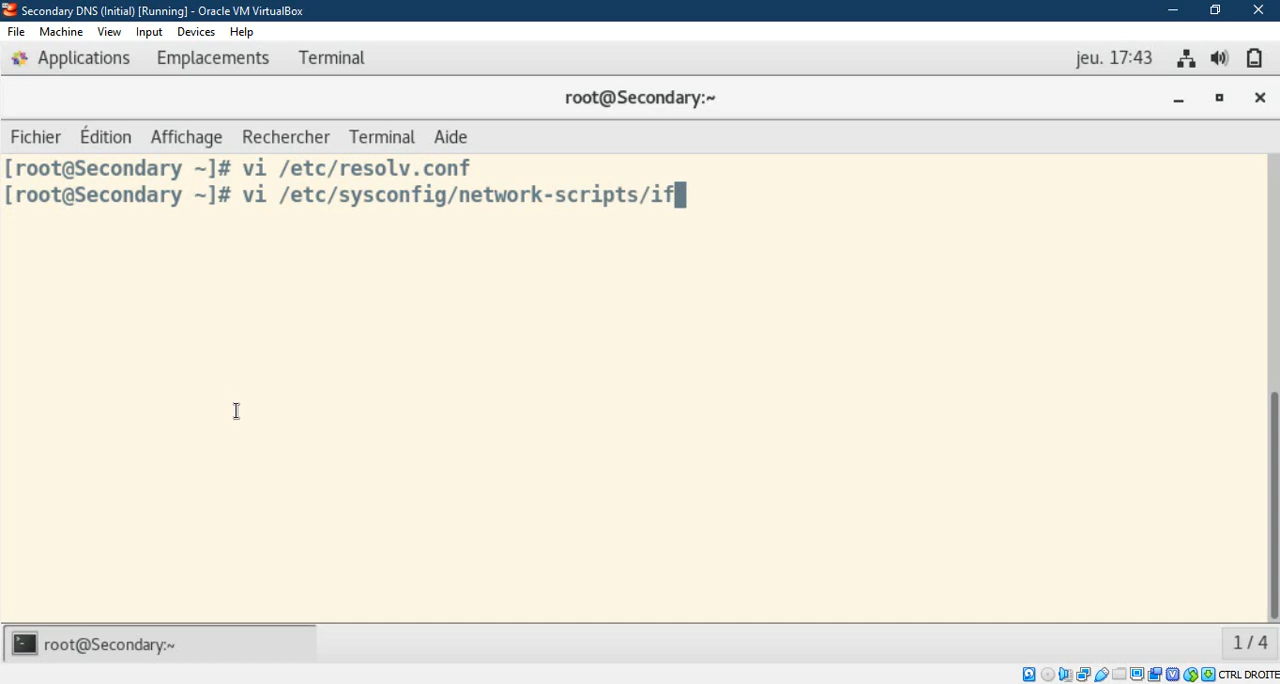 Secondary DNS (Initial) [Running] - Oracle VM VirtualBox
File Machine View Input Devices Help
Applications Emplacements Terminal jeu. 17:43
root@Secondary:~
Fichier Édition Affichage Rechercher Terminal Aide
[root@Secondary ~]# vi /etc/resolv.conf
[root@Secondary ~]# vi /etc/sysconfig/network-scripts/if
root@Secondary:~ 1 / 4
CTRL DROITE